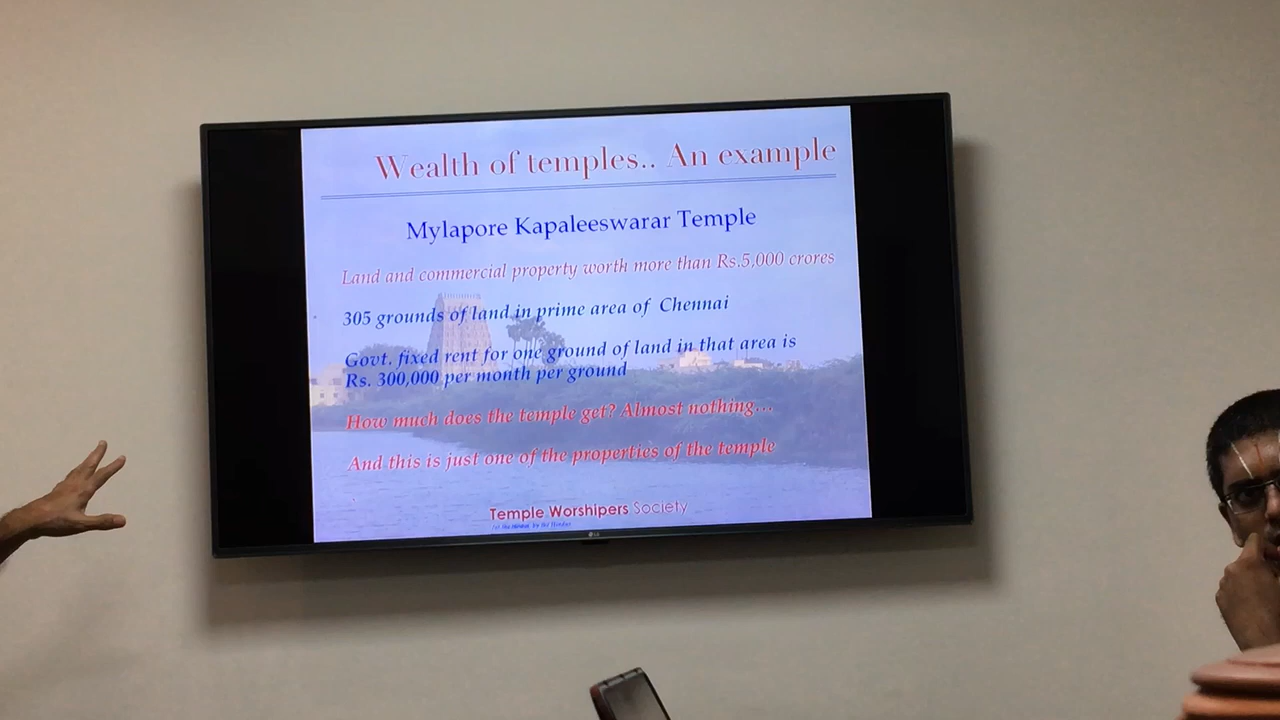 Wealth of temples.. An example
Mylapore Kapaleeswarar Temple
Land and commercial property worth more than Rs.5,000 crores
305 grounds of land in prime area of Chennai
Govt. fixed rent for one ground of land in that area is
Rs. 300,000 per month per ground
How much does the temple get? Almost nothing...
And this is just one of the properties of the temple
Temple Worshipers Society
LG